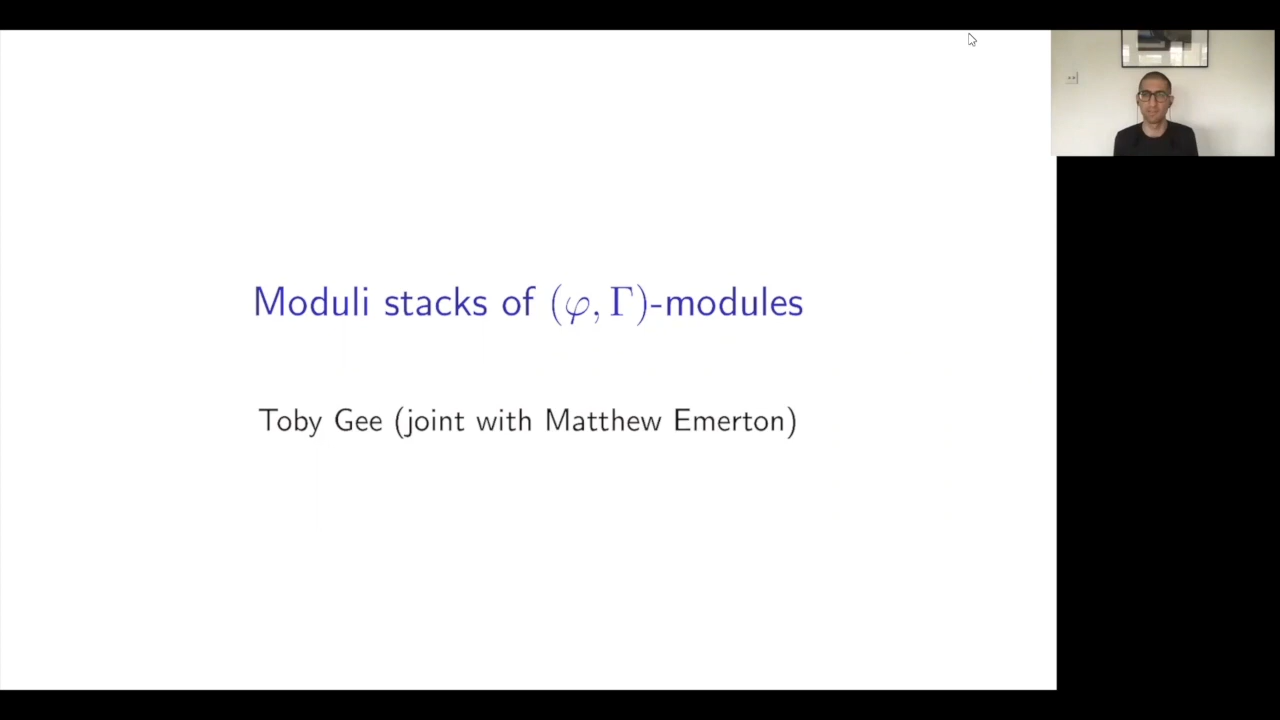 Moduli stacks of (φ, Γ)-modules
Toby Gee (joint with Matthew Emerton)